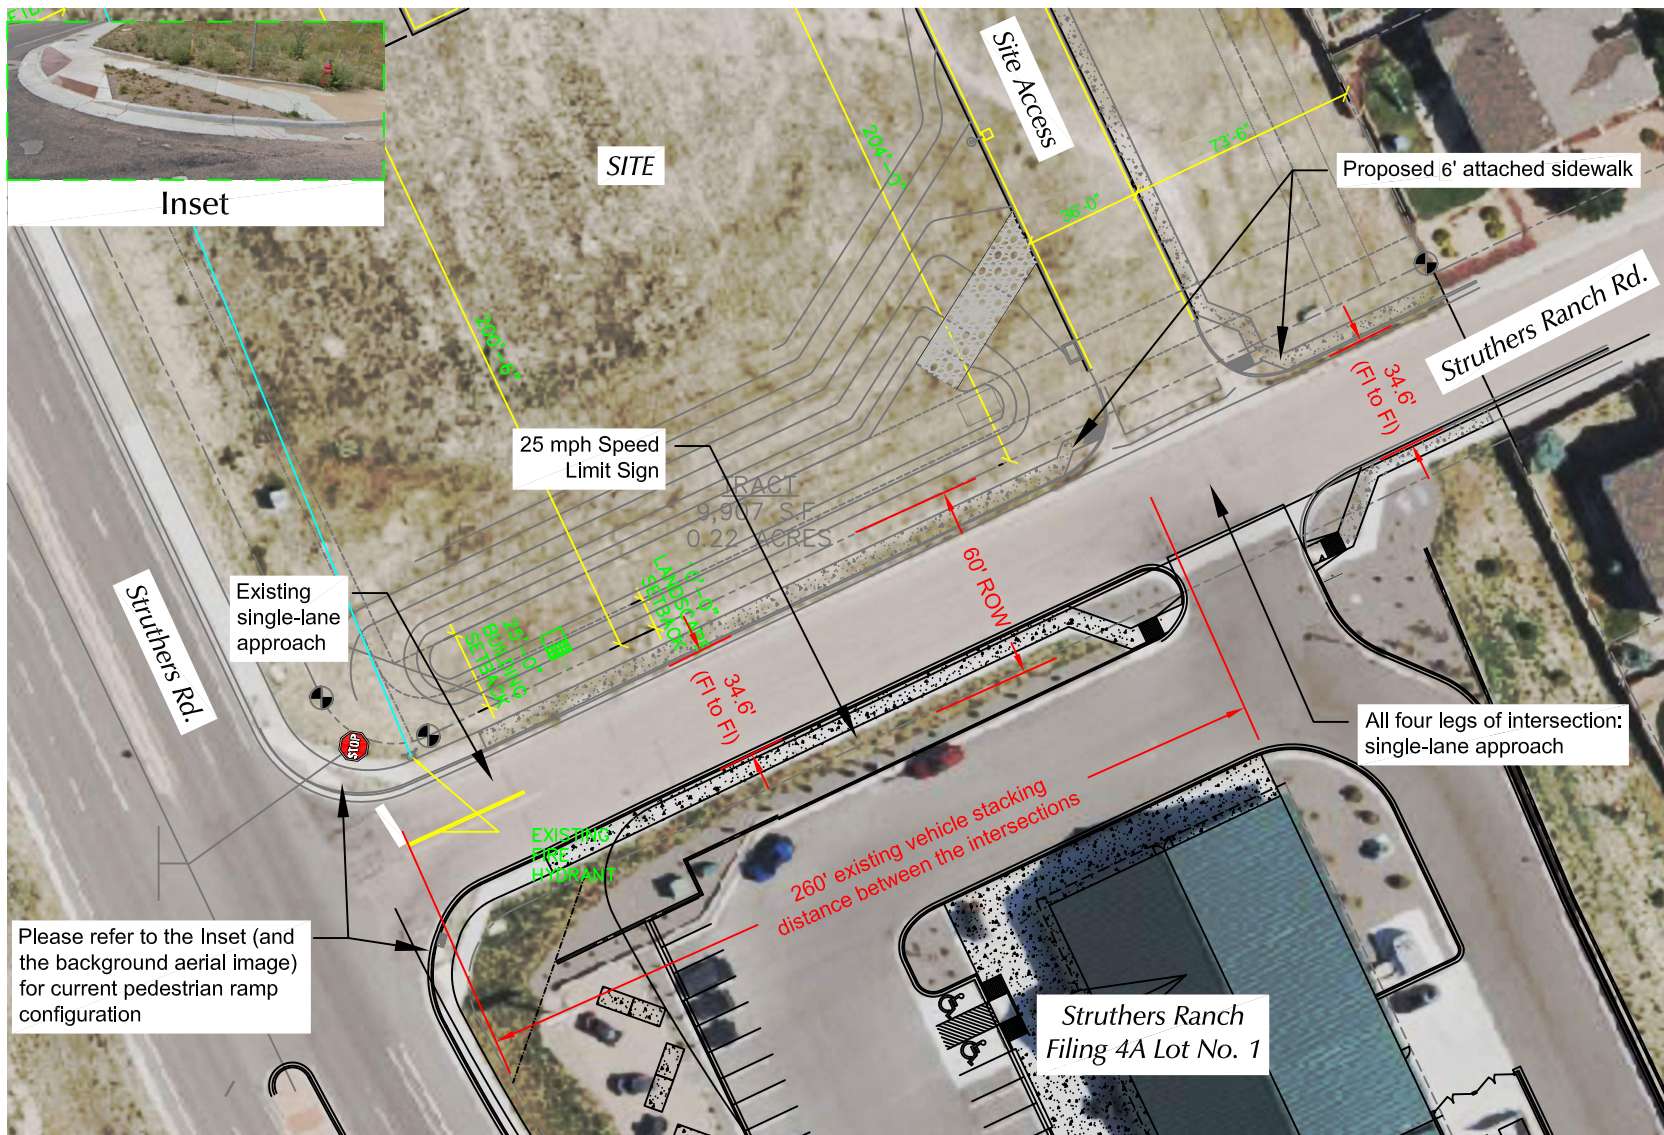 Inset
SITE
Site Access
73'-6"
36'-0"
204'-0"
200'-6"
Proposed 6' attached sidewalk
Struthers Ranch Rd.
34.6'
(Fl to Fl)
25 mph Speed
Limit Sign
TRACT
9,907 S.F.
0.22 ACRES
60' ROW
LANDSCAPE
SETBACK
25'-0"
BUILDING
SETBACK
Existing
single-lane
approach
Struthers Rd.
STOP
34.6'
(Fl to Fl)
All four legs of intersection:
single-lane approach
EXISTING
FIRE
HYDRANT
260' existing vehicle stacking
distance between the intersections
Please refer to the Inset (and
the background aerial image)
for current pedestrian ramp
configuration
Struthers Ranch
Filing 4A Lot No. 1